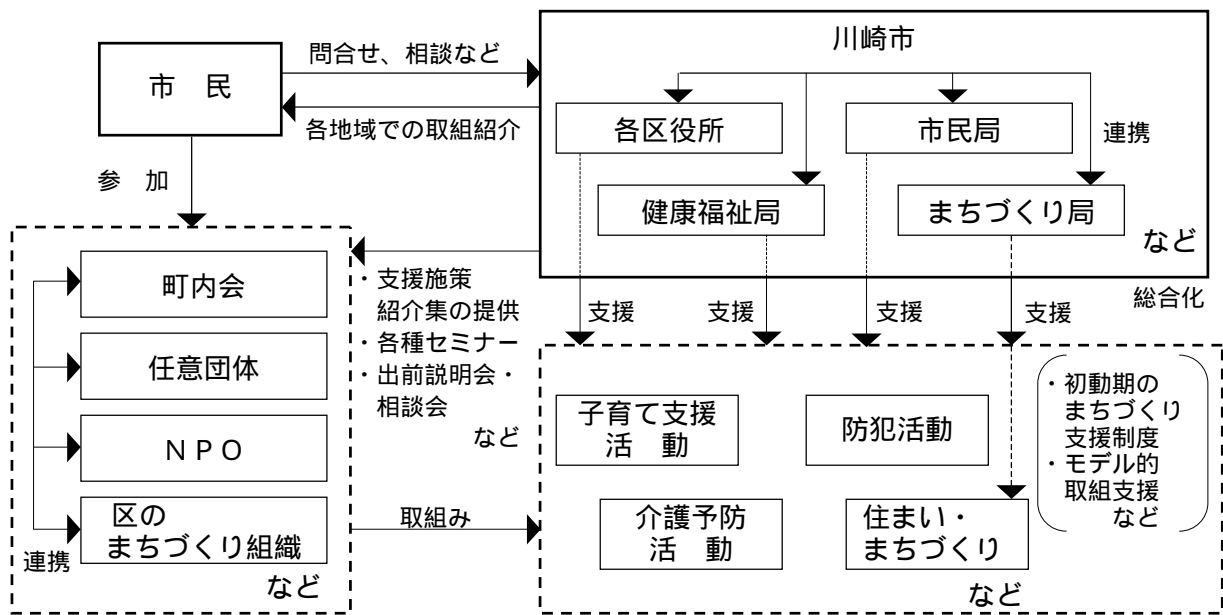 市　民
問合せ、相談など
各地域での取組紹介
参　加
川崎市
各区役所
市民局
連携
健康福祉局
まちづくり局
など
総合化
町内会
任意団体
ＮＰＯ
区の
まちづくり組織
連携
など
・支援施策
紹介集の提供
・各種セミナー
・出前説明会・
相談会
など
取組み
支援
支援
支援
支援
子育て支援
活　動
防犯活動
介護予防
活　動
住まい・
まちづくり
・初動期の
まちづくり
支援制度
・モデル的
取組支援
など
など